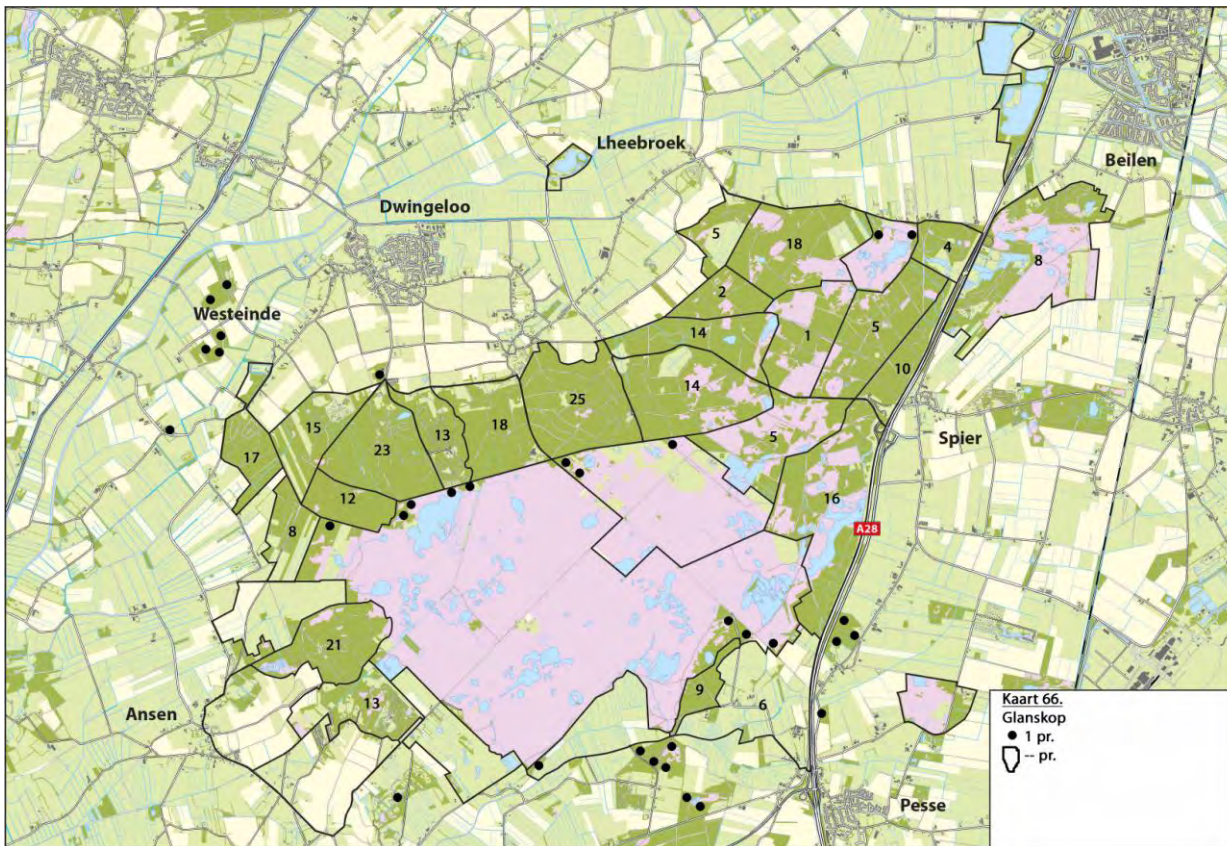 Lheebroek
Beilen
Dwingeloo
5
18
4
8
Westeinde
2
14
1
5
10
14
25
15
13
18
5
Spier
23
17
12
16
8
A28
21
9
6
13
Ansen
Pesse
Kaart 66.
Glanskop
1 pr.
-- pr.